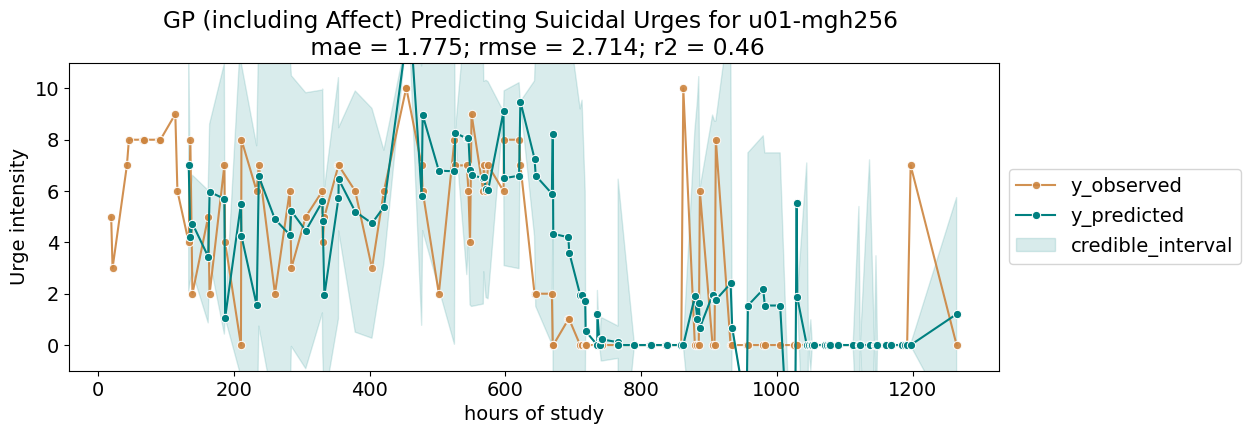 GP (including Affect) Predicting Suicidal Urges for u01-mgh256
mae = 1.775; rmse = 2.714; r2 = 0.46
Urge intensity
10
8
6
4
2
0
0
200
400
600
800
1000
1200
hours of study
y_observed
y_predicted
credible_interval